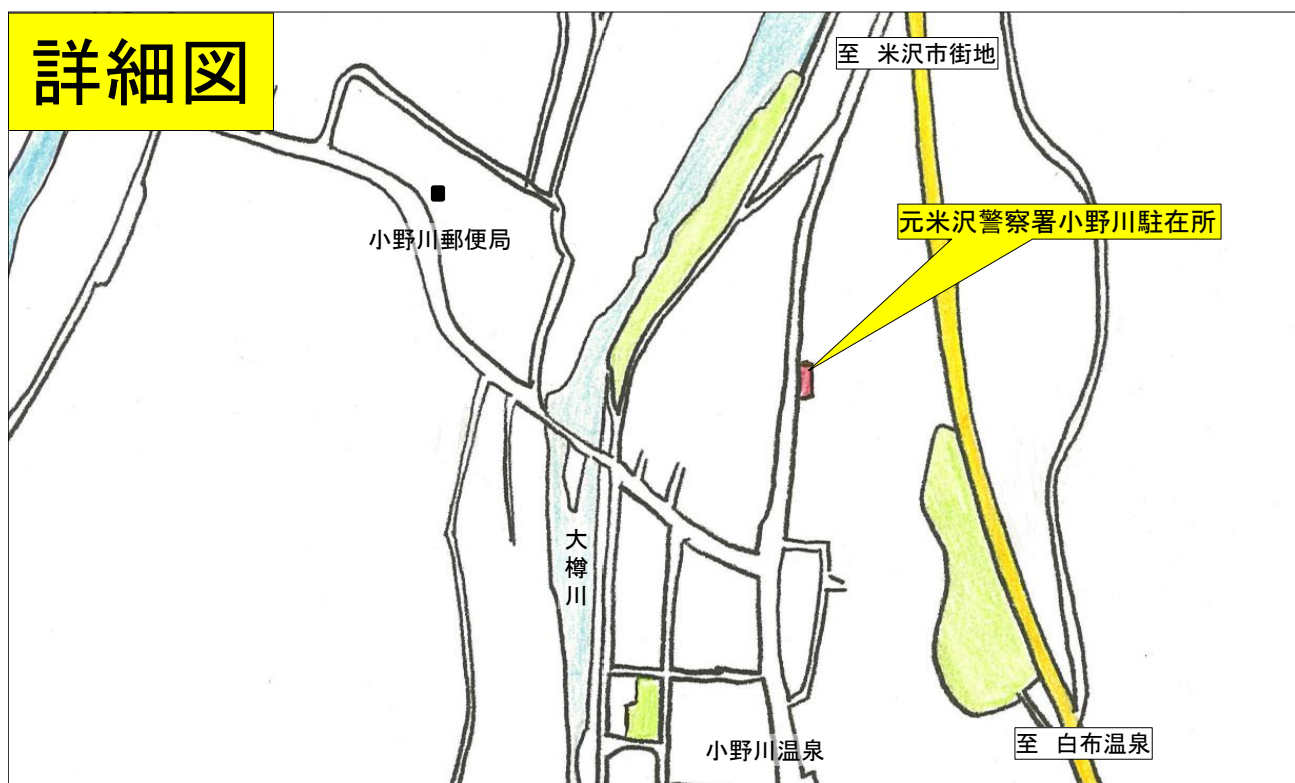 詳細図
至　米沢市街地
元米沢警察署小野川駐在所
小野川郵便局
大樽川
小野川温泉
至　白布温泉